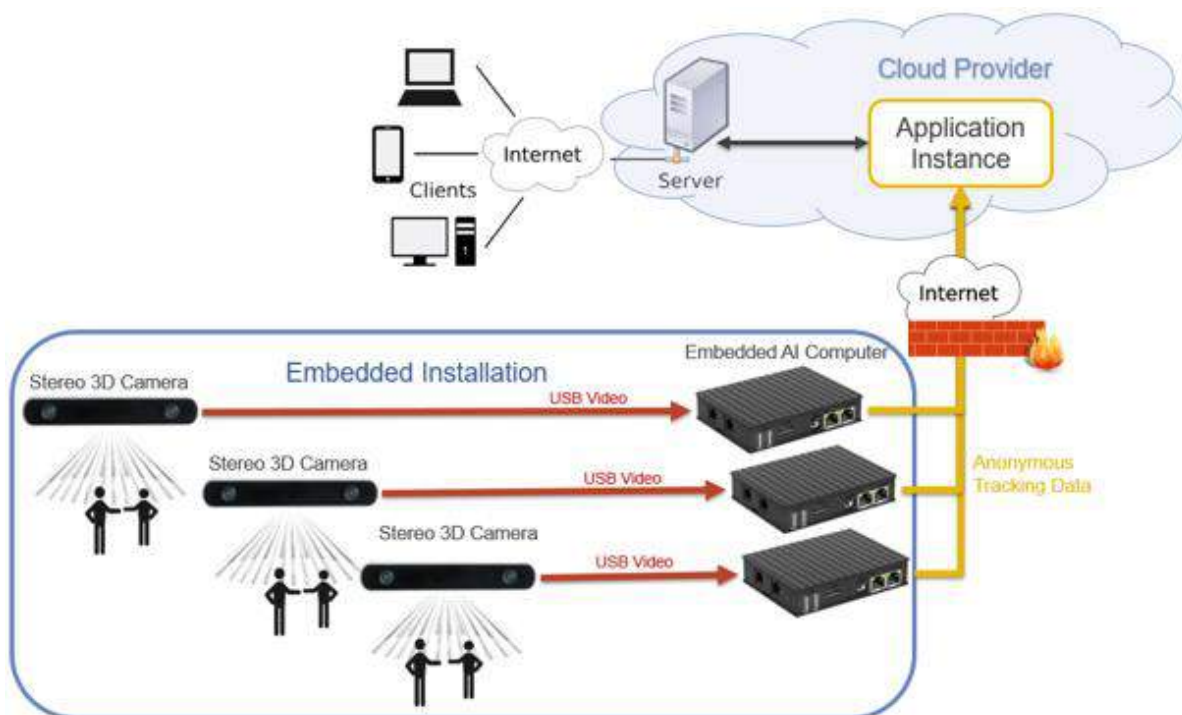 Cloud Provider
Application
Instance
Internet
Server
Clients
Internet
Embedded Installation
Embedded AI Computer
Stereo 3D Camera
USB Video
Stereo 3D Camera
USB Video
Anonymous
Tracking Data
Stereo 3D Camera
USB Video